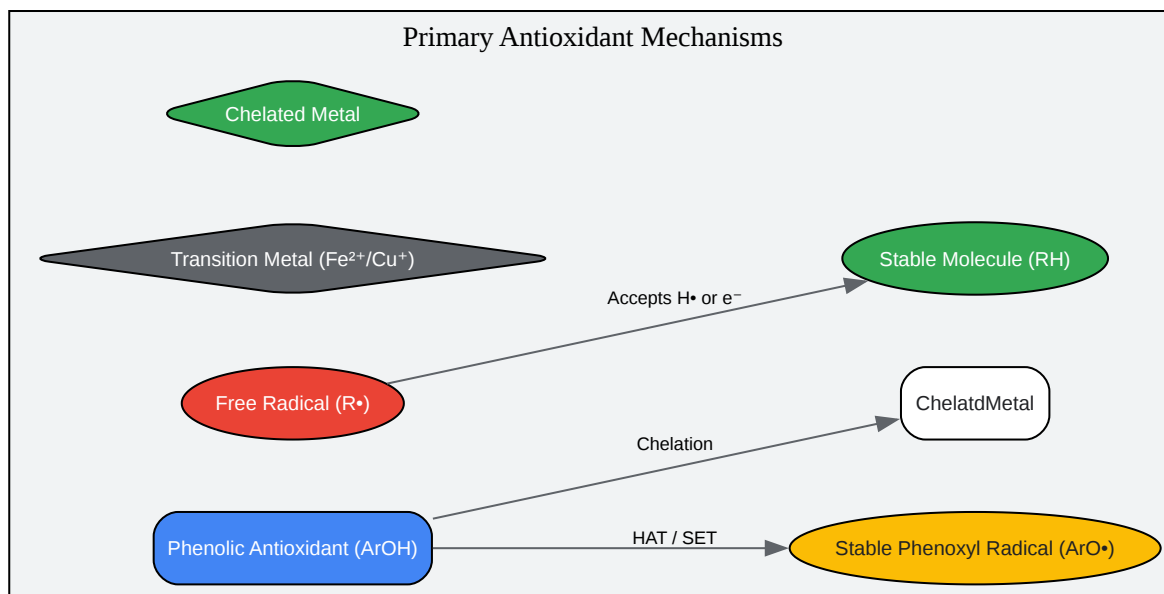 Primary Antioxidant Mechanisms
Chelated Metal
Transition Metal (Fe²⁺/Cu⁺)
Stable Molecule (RH)
Accepts H• or e⁻
Free Radical (R•)
ChelatdMetal
Chelation
Phenolic Antioxidant (ArOH)
HAT / SET
Stable Phenoxyl Radical (ArO•)